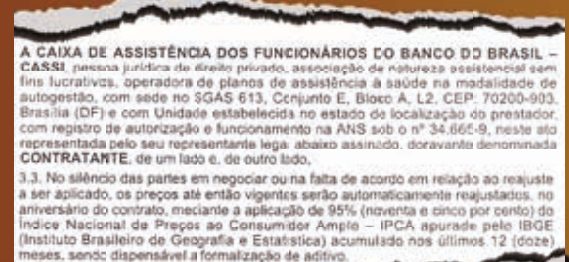 A CAIXA DE ASSISTÊNCIA DOS FUNCIONÁRIOS DO BANCO DO BRASIL –
CASSI, pessoa jurídica de direito privado, associação de natureza assistencial sem
fins lucrativos, operadora de planos de assistência à saúde na modalidade de
autogestão, com sede no SGAS 613, Conjunto E, Bloco A, L2, CEP: 70200-903,
Brasília (DF) e com Unidade estabelecida no estado de localização do prestador,
com registro de autorização e funcionamento na ANS sob o nº 34.665-9, neste ato
representada pelo seu representante legal abaixo assinado, doravante denominada
CONTRATANTE, de um lado e, de outro lado,
3.3. No silêncio das partes em negociar ou na falta de acordo em relação ao reajuste
a ser aplicado, os preços até então vigentes serão automaticamente reajustados, no
aniversário do contrato, mediante a aplicação de 95% (noventa e cinco por cento) do
Índice Nacional de Preços ao Consumidor Amplo – IPCA apurado pelo IBGE
(Instituto Brasileiro de Geografia e Estatística) acumulado nos últimos 12 (doze)
meses, sendo dispensável a formalização de aditivo.